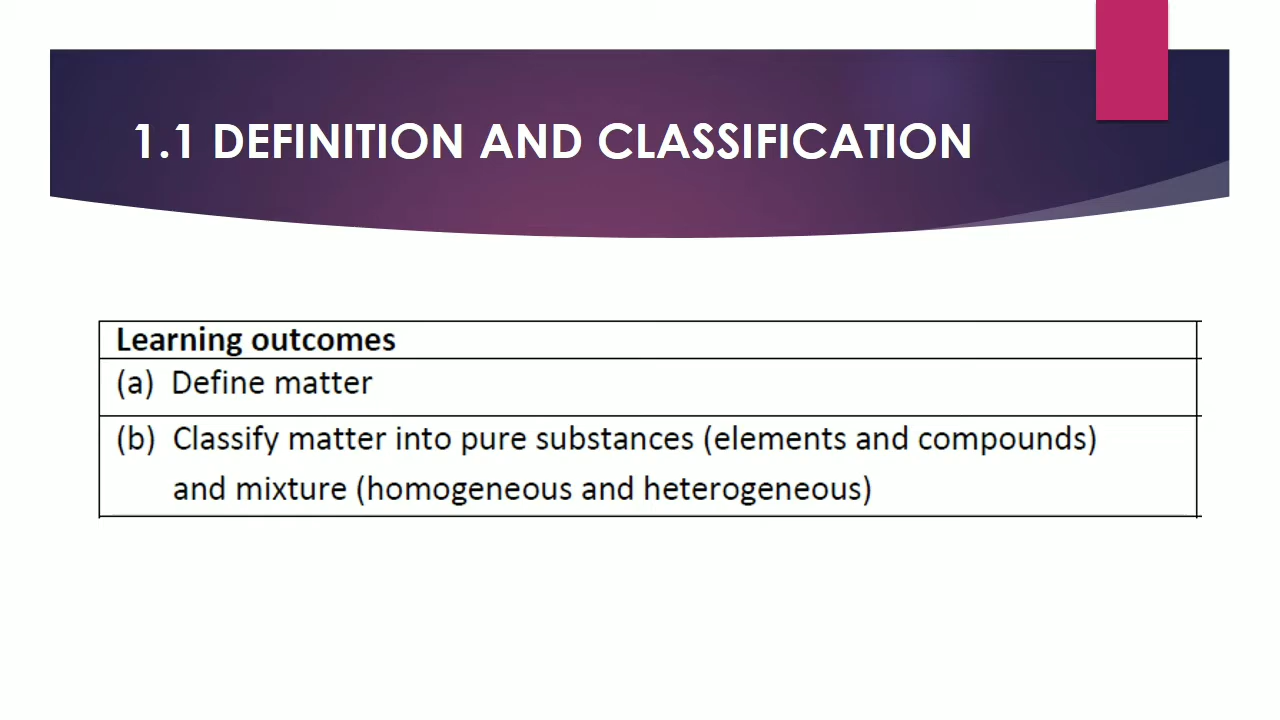 1.1 DEFINITION AND CLASSIFICATION
Learning outcomes
(a) Define matter
(b) Classify matter into pure substances (elements and compounds)
and mixture (homogeneous and heterogeneous)